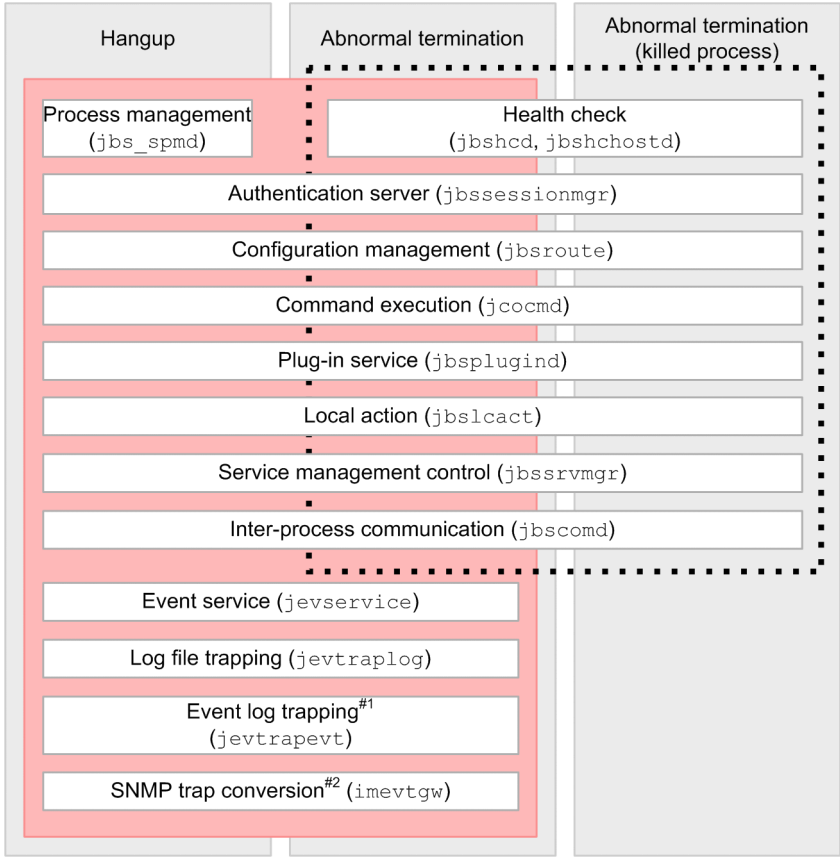 Hangup
Abnormal termination
Abnormal termination
(killed process)
Process management
(jbs_spmd)
Health check
(jbshcd, jbshchostd)
Authentication server (jbssessionmgr)
Configuration management (jbsroute)
Command execution (jcocmd)
Plug-in service (jbsplugind)
Local action (jbslcact)
Service management control (jbssrvmgr)
Inter-process communication (jbscomd)
Event service (jevservice)
Log file trapping (jevtraplog)
Event log trapping#1
(jevtrapevt)
SNMP trap conversion#2 (imevtgw)